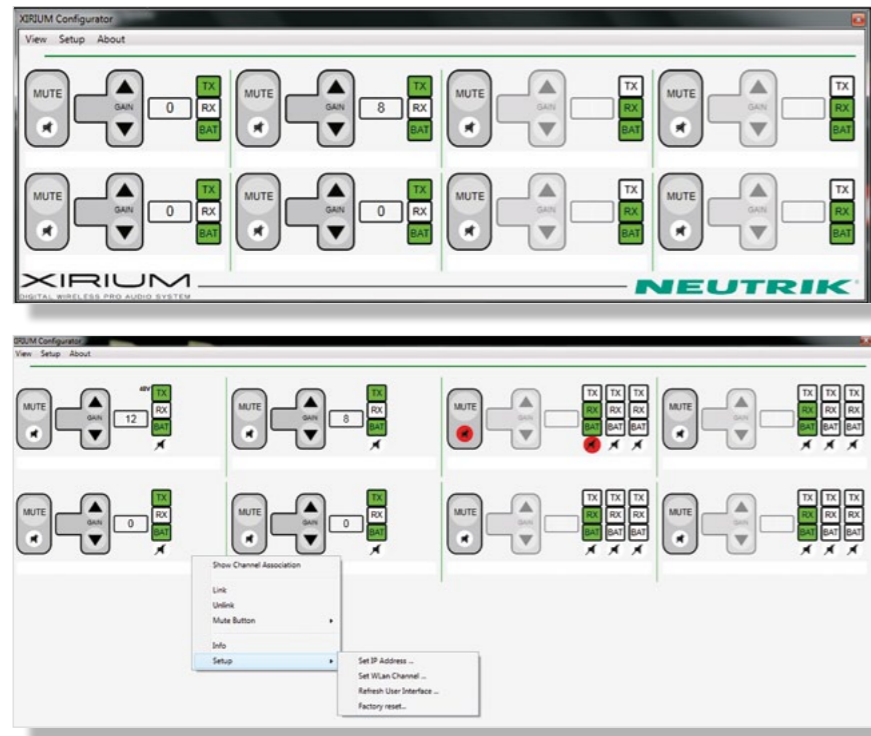 XIRIUM Configurator
View Setup About
MUTE GAIN 0 TX RX BAT MUTE GAIN 8 TX RX BAT MUTE GAIN TX RX BAT MUTE GAIN TX RX BAT
MUTE GAIN 0 TX RX BAT MUTE GAIN 0 TX RX BAT MUTE GAIN TX RX BAT MUTE GAIN TX RX BAT
XIRIUM
DIGITAL WIRELESS PRO AUDIO SYSTEM
NEUTRIK
XIRIUM Configurator
View Setup About
MUTE GAIN 12 48V TX RX BAT MUTE GAIN 8 TX RX BAT MUTE GAIN TX TX TX RX RX RX BAT BAT BAT MUTE GAIN TX TX TX RX RX RX BAT BAT BAT
MUTE GAIN 0 TX RX BAT MUTE GAIN 0 TX RX BAT MUTE GAIN TX TX TX RX RX RX BAT BAT BAT MUTE GAIN TX TX TX RX RX RX BAT BAT BAT
Show Channel Association
Link
Unlink
Mute Button
Info
Setup
Set IP Address ...
Set WLan Channel ...
Refresh User Interface ...
Factory reset...